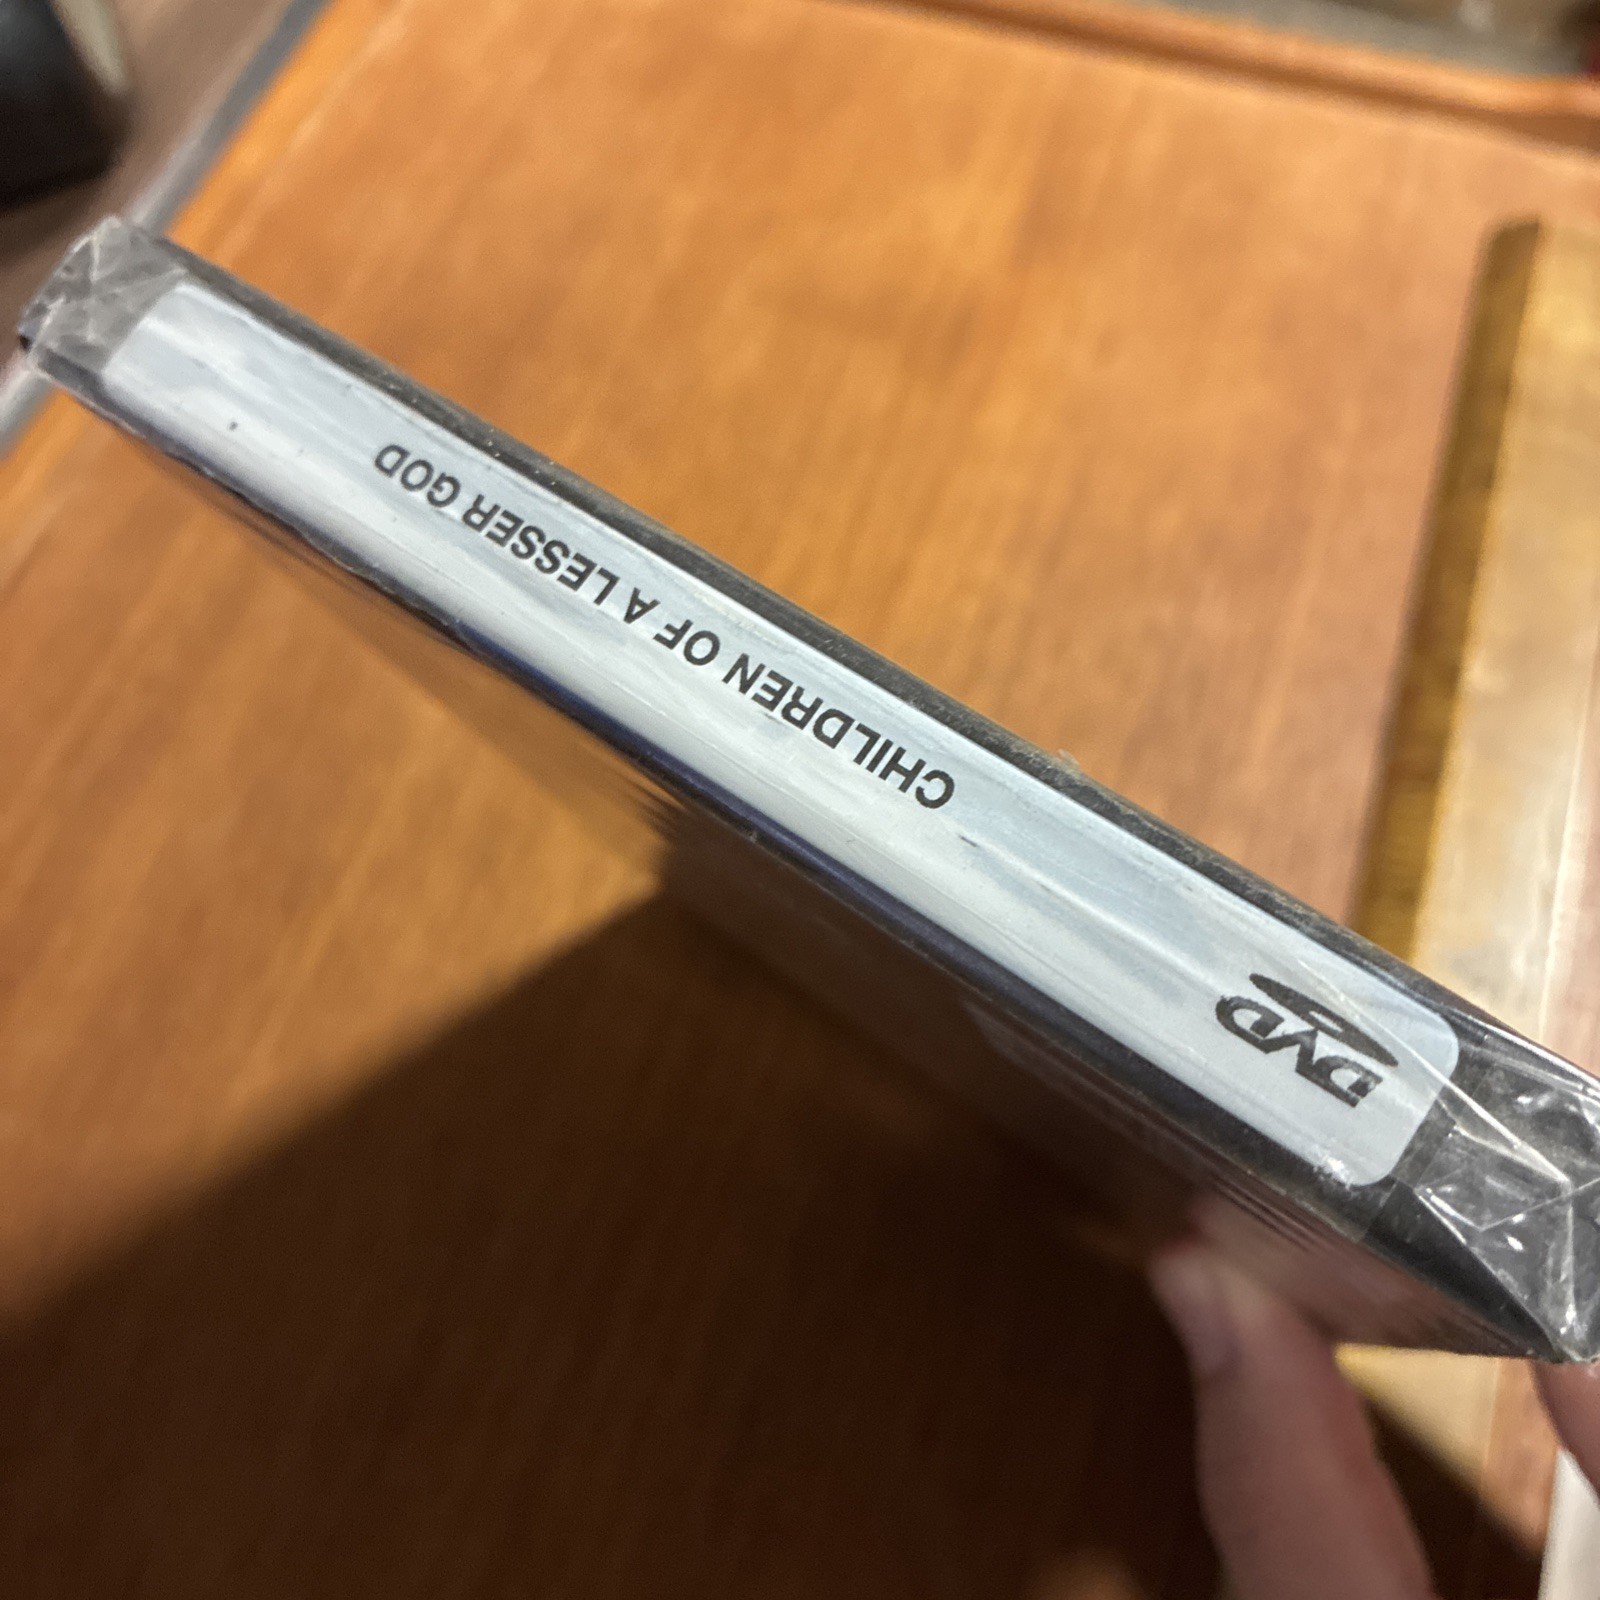 DVD
CHILDREN OF A LESSER GOD